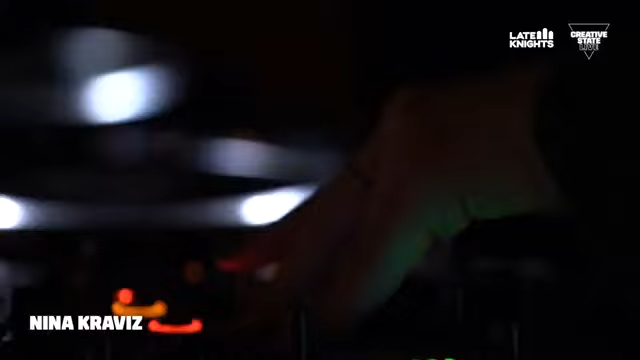 LATE KNIGHTS
CREATIVE
STATE
LIVE
NINA KRAVIZ